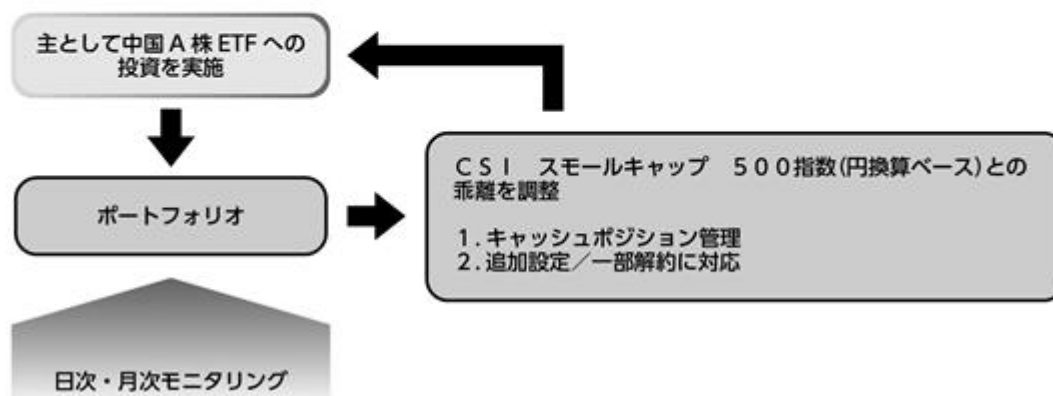 主として中国A株ETFへの
投資を実施
ポートフォリオ
CSI スモールキャップ 500指数(円換算ベース)との
乖離を調整
1.キャッシュポジション管理
2.追加設定/一部解約に対応
日次・月次モニタリング